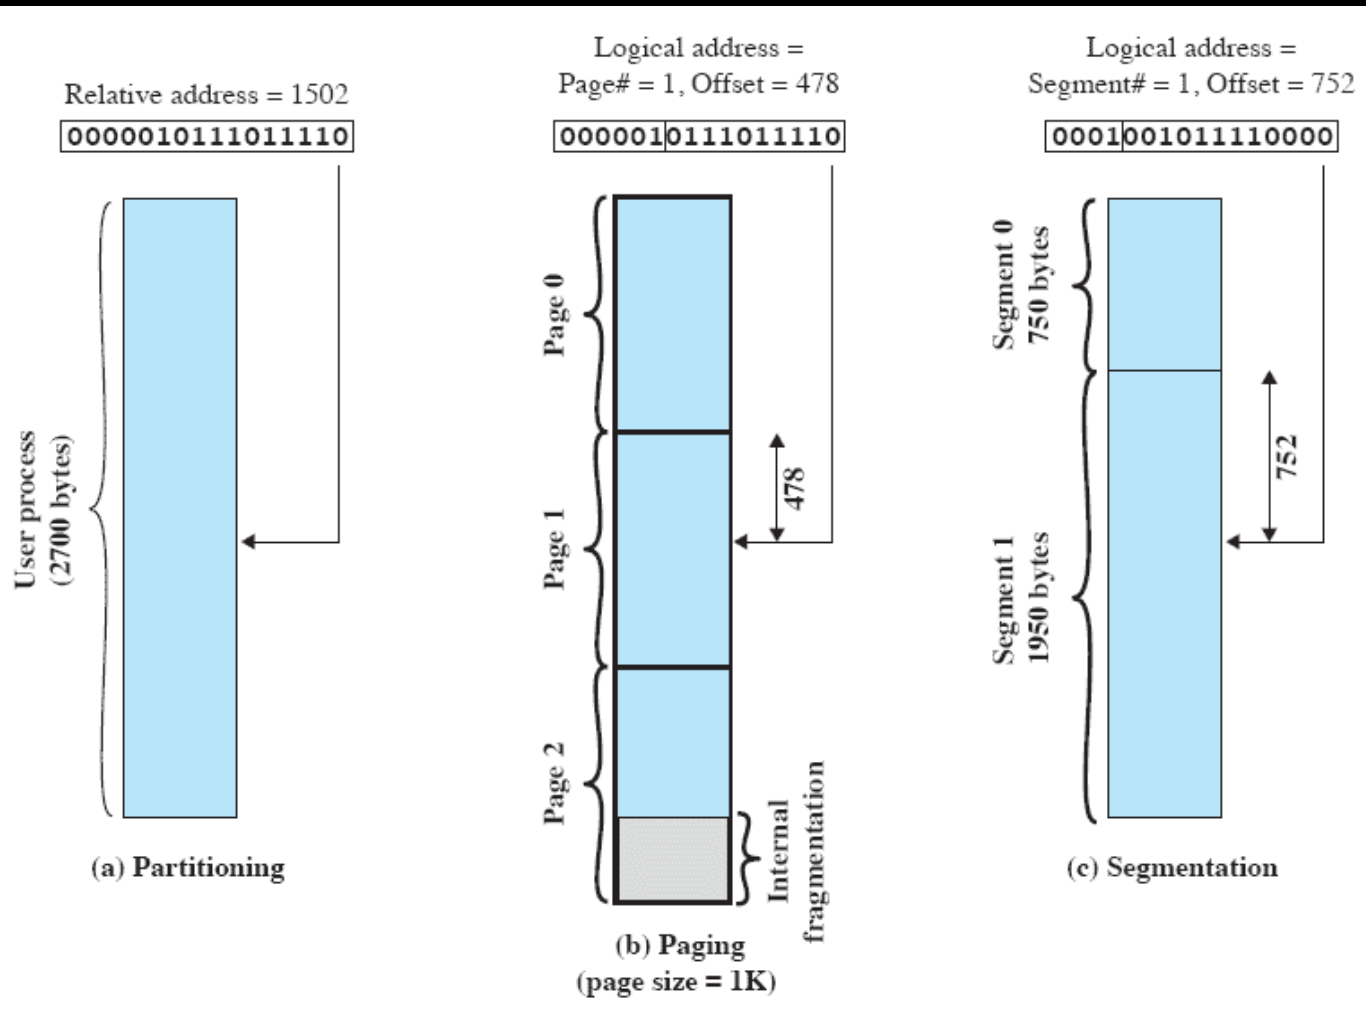 Relative address = 1502
0000010111011110
User process
(2700 bytes)
(a) Partitioning
Logical address =
Page# = 1, Offset = 478
000001 0111011110
Page 0
Page 1
Page 2
478
Internal
fragmentation
(b) Paging
(page size = 1K)
Logical address =
Segment# = 1, Offset = 752
0001 001011110000
Segment 0
750 bytes
Segment 1
1950 bytes
752
(c) Segmentation